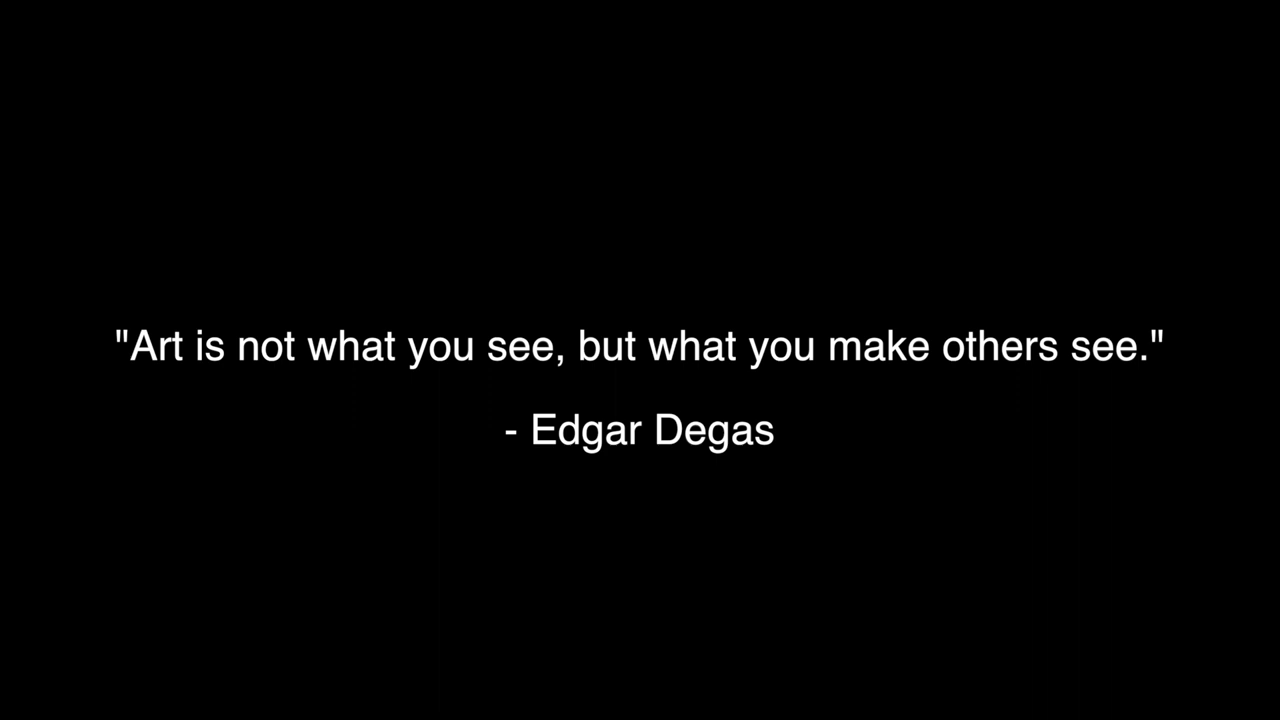 "Art is not what you see, but what you make others see."
- Edgar Degas